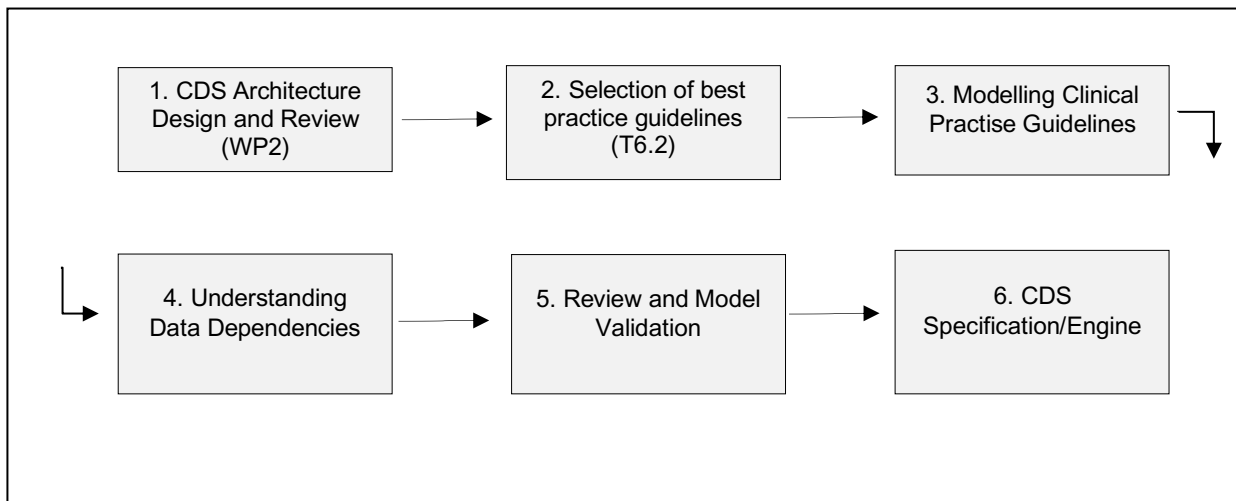 1. CDS Architecture
Design and Review
(WP2)
2. Selection of best
practice guidelines
(T6.2)
3. Modelling Clinical
Practise Guidelines
4. Understanding
Data Dependencies
5. Review and Model
Validation
6. CDS
Specification/Engine